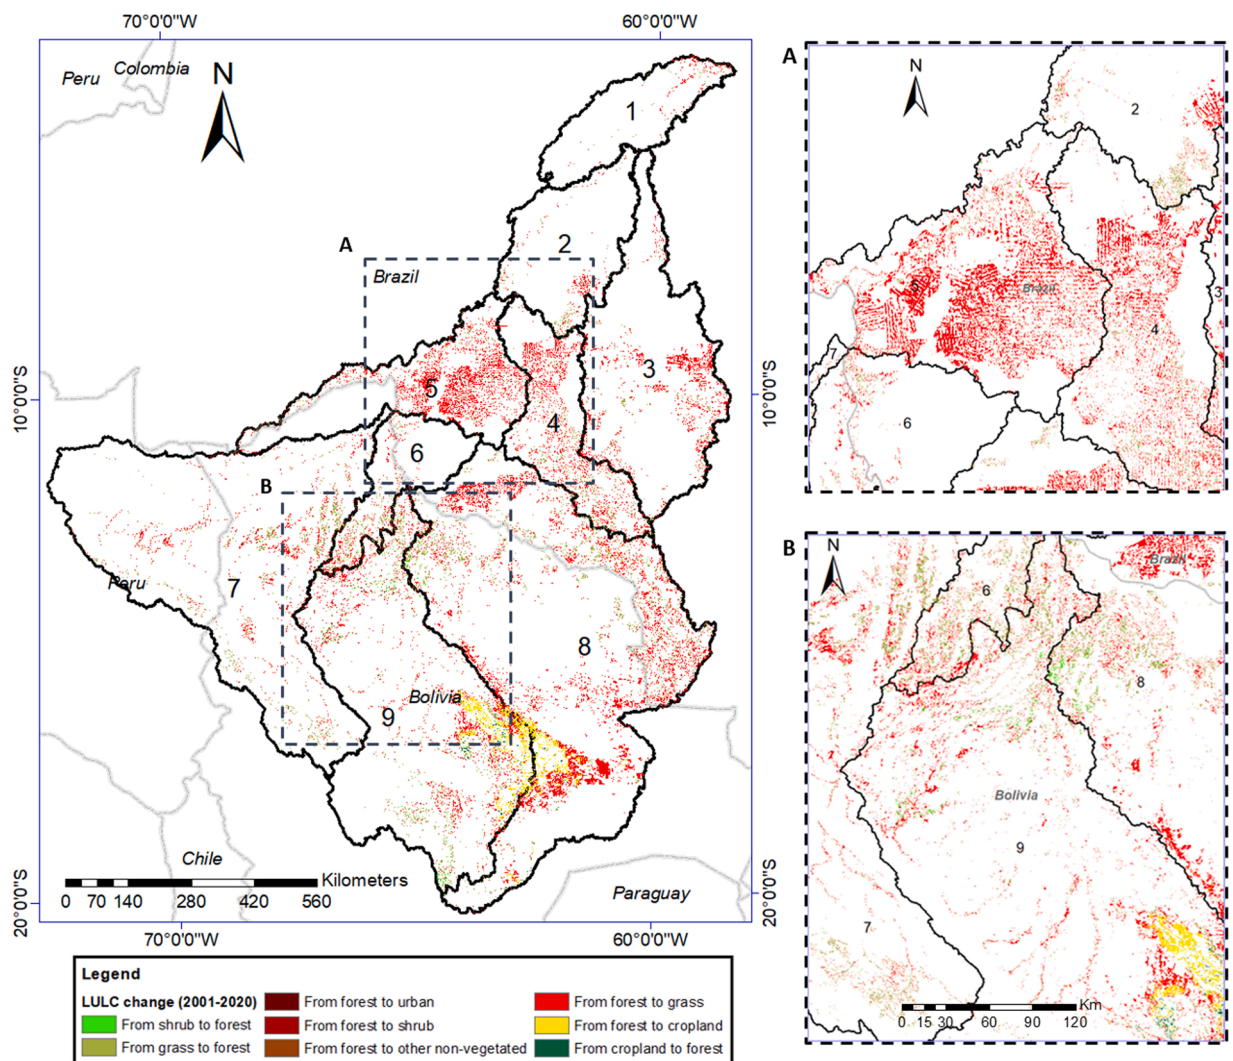 70°0'0"W
60°0'0"W
Peru
Colombia
N
1
2
A
Brazil
3
5
4
6
B
Peru
7
8
Bolivia
9
Chile
Kilometers
0 70 140 280 420 560
Paraguay
10°0'0"S
20°0'0"S
10°0'0"S
20°0'0"S
70°0'0"W
60°0'0"W
A
N
2
5
Brazil
3
4
7
6
B
N
Brazil
6
8
Bolivia
9
7
Km
0 15 30 60 90 120
Legend
LULC change (2001-2020)
From shrub to forest
From grass to forest
From forest to urban
From forest to shrub
From forest to other non-vegetated
From forest to grass
From forest to cropland
From cropland to forest